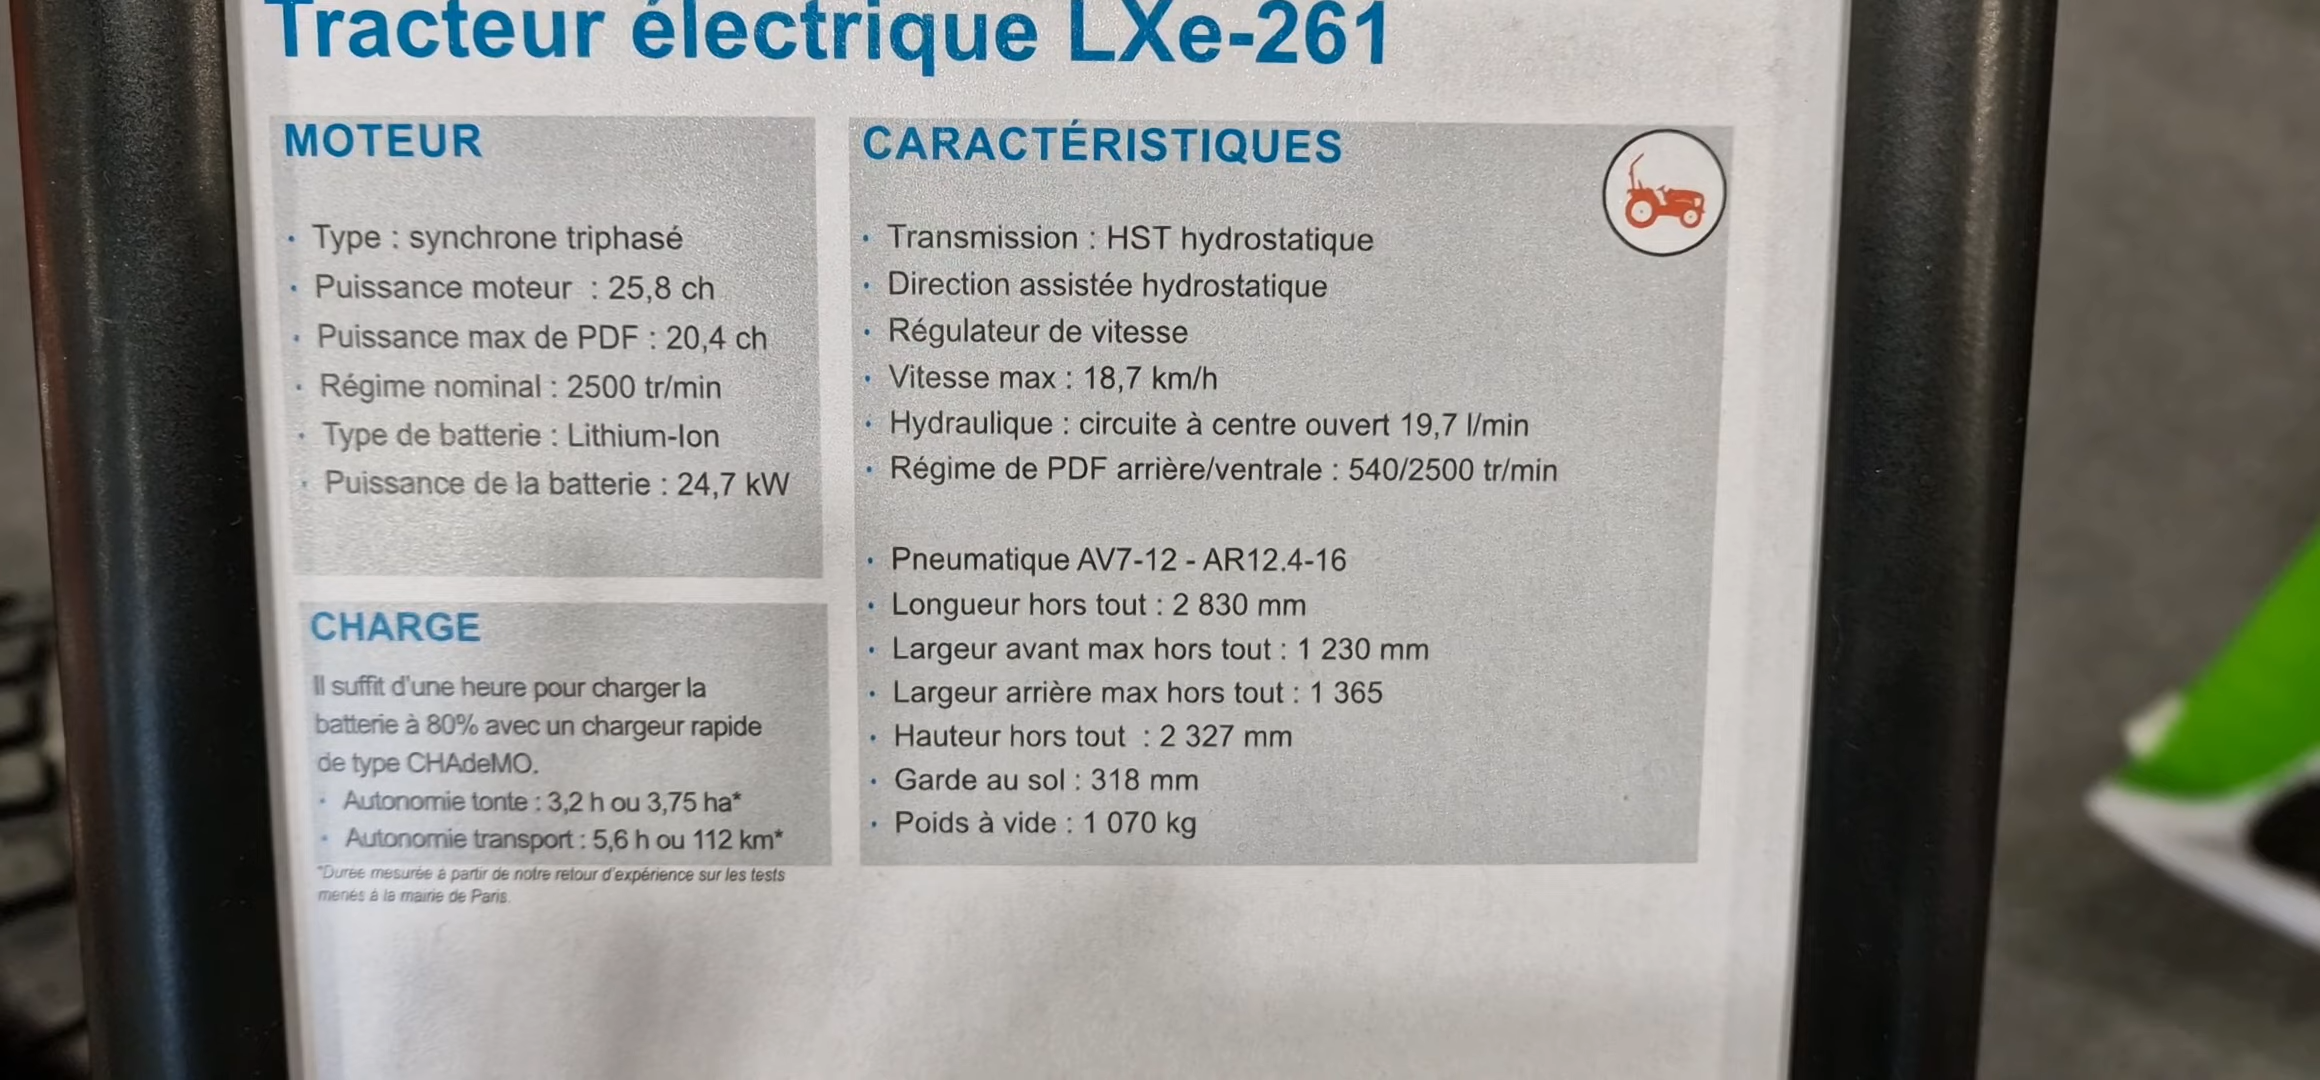 Tracteur électrique LXe-261
MOTEUR
· Type : synchrone triphasé
· Puissance moteur : 25,8 ch
· Puissance max de PDF : 20,4 ch
· Régime nominal : 2500 tr/min
· Type de batterie : Lithium-Ion
· Puissance de la batterie : 24,7 kW
CHARGE
Il suffit d'une heure pour charger la
batterie à 80% avec un chargeur rapide
de type CHAdeMO.
· Autonomie tonte : 3,2 h ou 3,75 ha*
· Autonomie transport : 5,6 h ou 112 km*
*Durée mesurée à partir de notre retour d'expérience sur les tests
menés à la mairie de Paris.
CARACTÉRISTIQUES
· Transmission : HST hydrostatique
· Direction assistée hydrostatique
· Régulateur de vitesse
· Vitesse max : 18,7 km/h
· Hydraulique : circuite à centre ouvert 19,7 l/min
· Régime de PDF arrière/ventrale : 540/2500 tr/min
· Pneumatique AV7-12 - AR12.4-16
· Longueur hors tout : 2 830 mm
· Largeur avant max hors tout : 1 230 mm
· Largeur arrière max hors tout : 1 365
· Hauteur hors tout : 2 327 mm
· Garde au sol : 318 mm
· Poids à vide : 1 070 kg